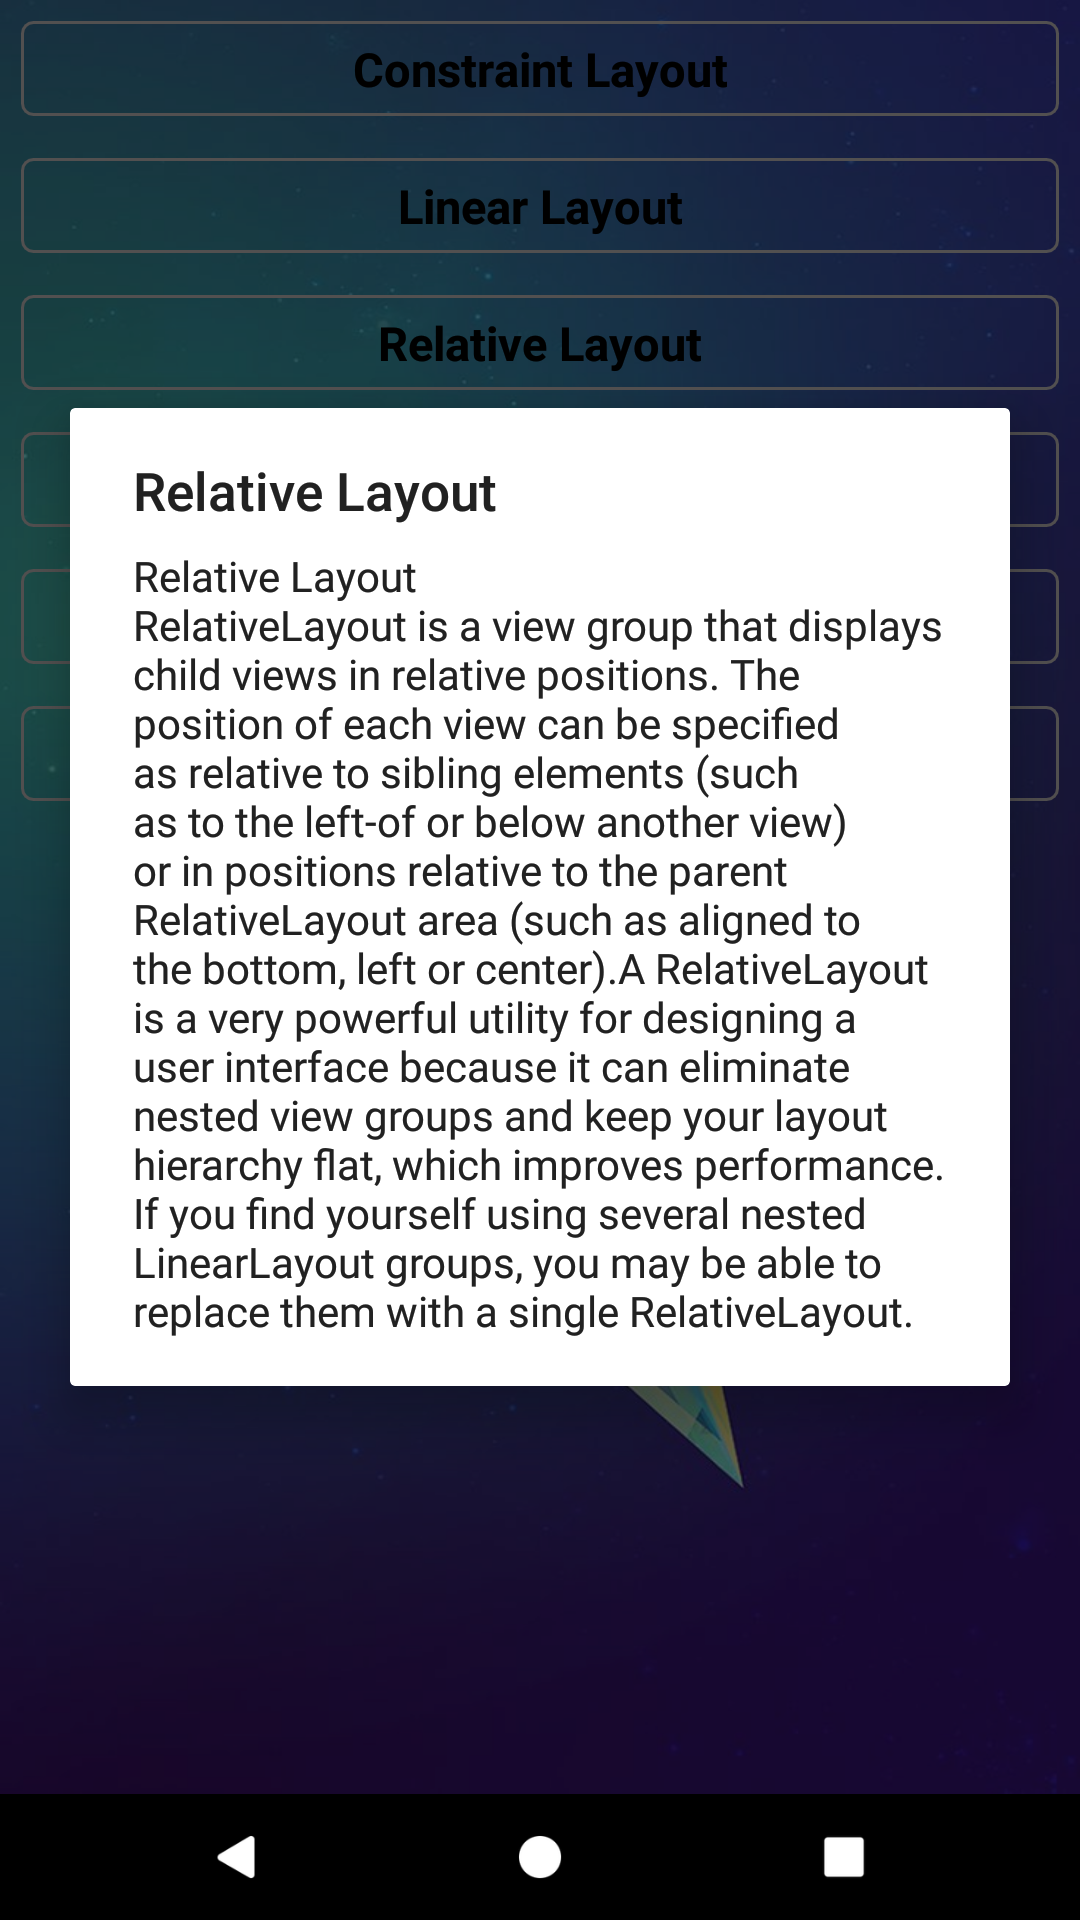 Constraint Layout
Linear Layout
Relative Layout
Relative Layout
Relative Layout
RelativeLayout is a view group that displays
child views in relative positions. The
position of each view can be specified
as relative to sibling elements (such
as to the left-of or below another view)
or in positions relative to the parent
RelativeLayout area (such as aligned to
the bottom, left or center).A RelativeLayout
is a very powerful utility for designing a
user interface because it can eliminate
nested view groups and keep your layout
hierarchy flat, which improves performance.
If you find yourself using several nested
LinearLayout groups, you may be able to
replace them with a single RelativeLayout.